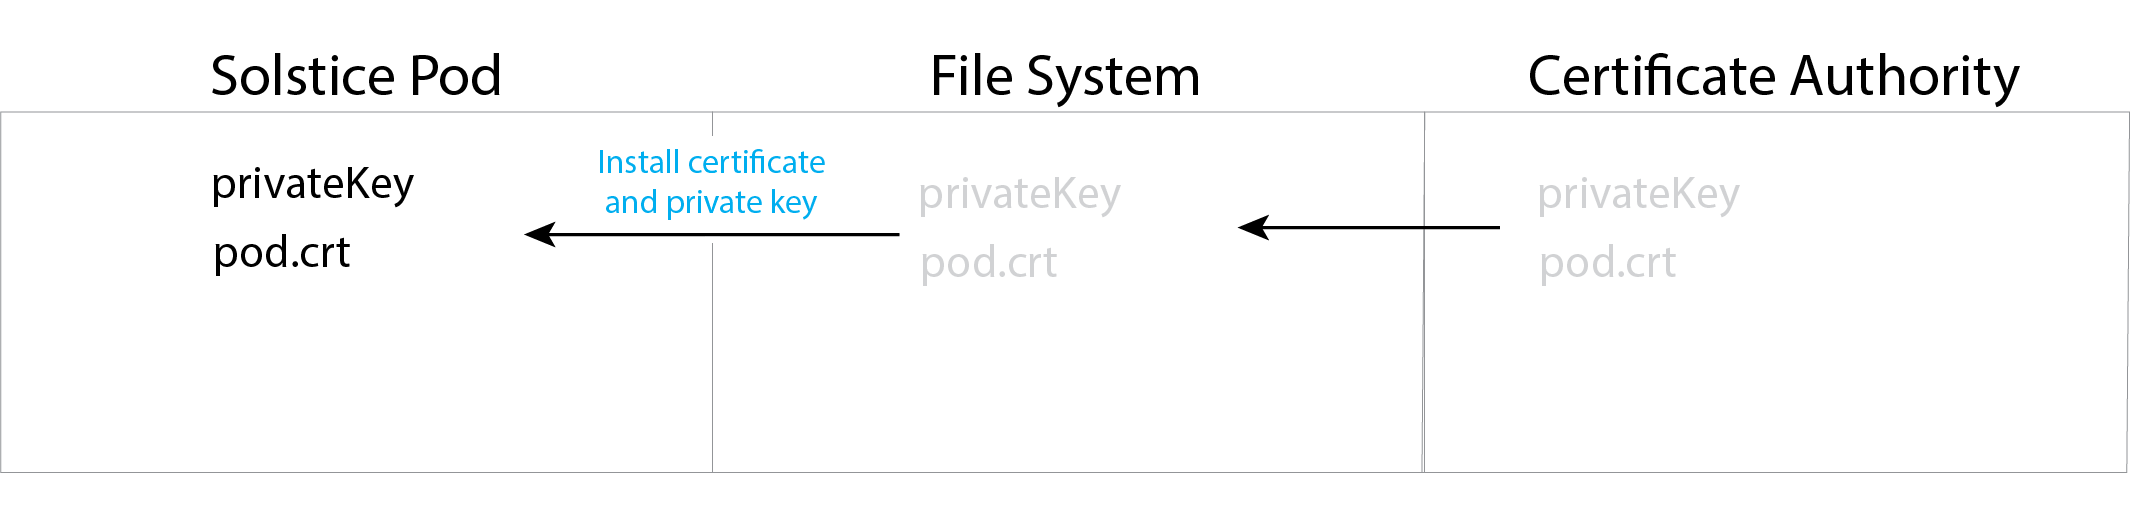 Solstice Pod
File System
Certificate Authority
privateKey
pod.crt
Install certificate
and private key
privateKey
pod.crt
privateKey
pod.crt